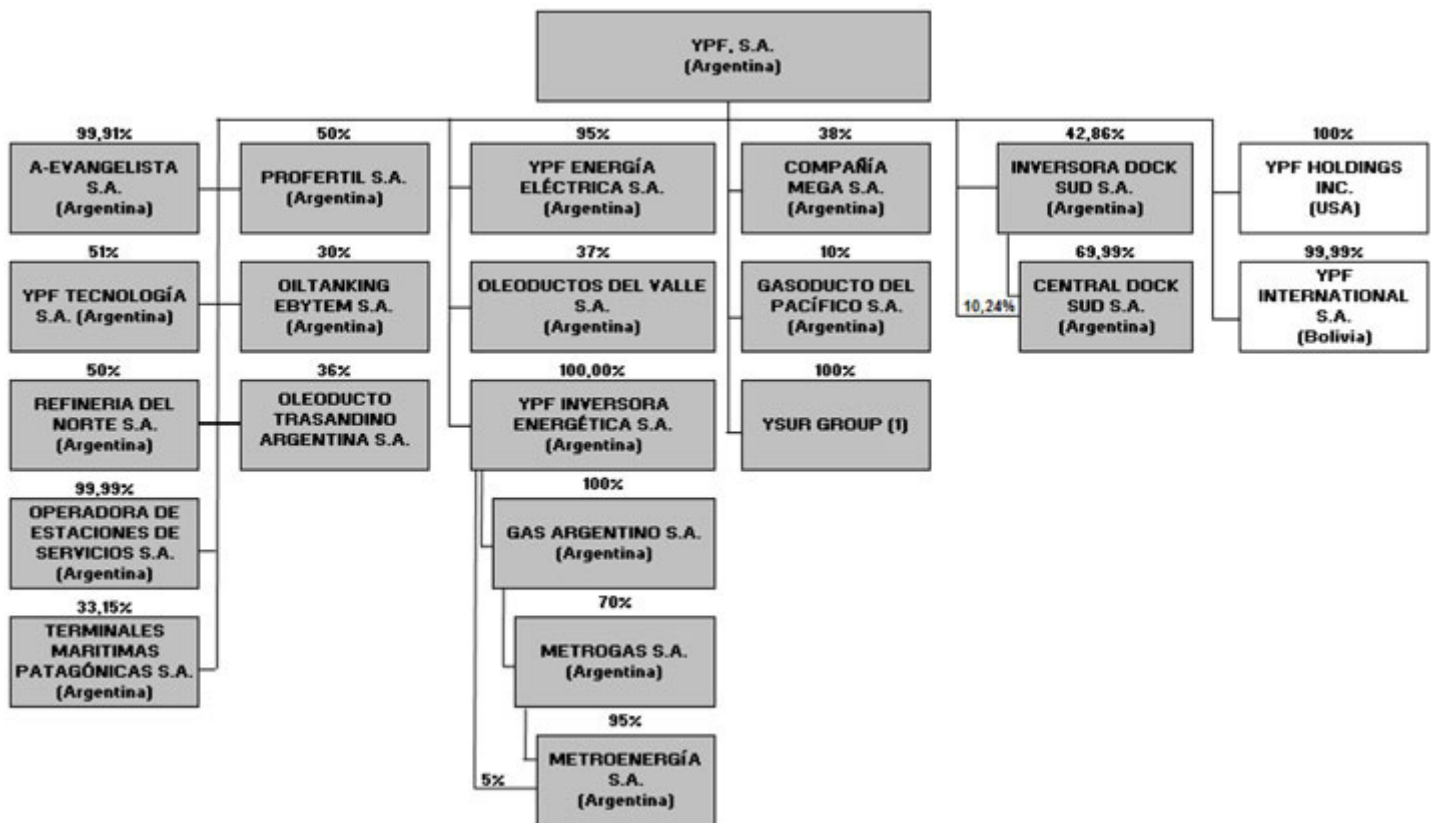 YPF, S.A.
(Argentina)
99,91%
A-EVANGELISTA
S.A.
(Argentina)
50%
PROFERTIL S.A.
(Argentina)
95%
YPF ENERGÍA
ELÉCTRICA S.A.
(Argentina)
38%
COMPAÑÍA
MEGA S.A.
(Argentina)
42,86%
INVERSORA DOCK
SUD S.A.
(Argentina)
100%
YPF HOLDINGS
INC.
(USA)
51%
YPF TECNOLOGÍA
S.A. (Argentina)
30%
OILTANKING
EBYTEM S.A.
(Argentina)
37%
OLEODUCTOS DEL VALLE
S.A.
(Argentina)
10%
GASODUCTO DEL
PACÍFICO S.A.
(Argentina)
10,24%
69,99%
CENTRAL DOCK
SUD S.A.
(Argentina)
99,99%
YPF
INTERNATIONAL
S.A.
(Bolivia)
50%
REFINERIA DEL
NORTE S.A.
(Argentina)
36%
OLEODUCTO
TRASANDINO
ARGENTINA S.A.
100,00%
YPF INVERSORA
ENERGÉTICA S.A.
(Argentina)
100%
YSUR GROUP (1)
99,99%
OPERADORA DE
ESTACIONES DE
SERVICIOS S.A.
(Argentina)
100%
GAS ARGENTINO S.A.
(Argentina)
33,15%
TERMINALES
MARITIMAS
PATAGÓNICAS S.A.
(Argentina)
70%
METROGAS S.A.
(Argentina)
95%
METROENERGÍA
S.A.
(Argentina)
5%